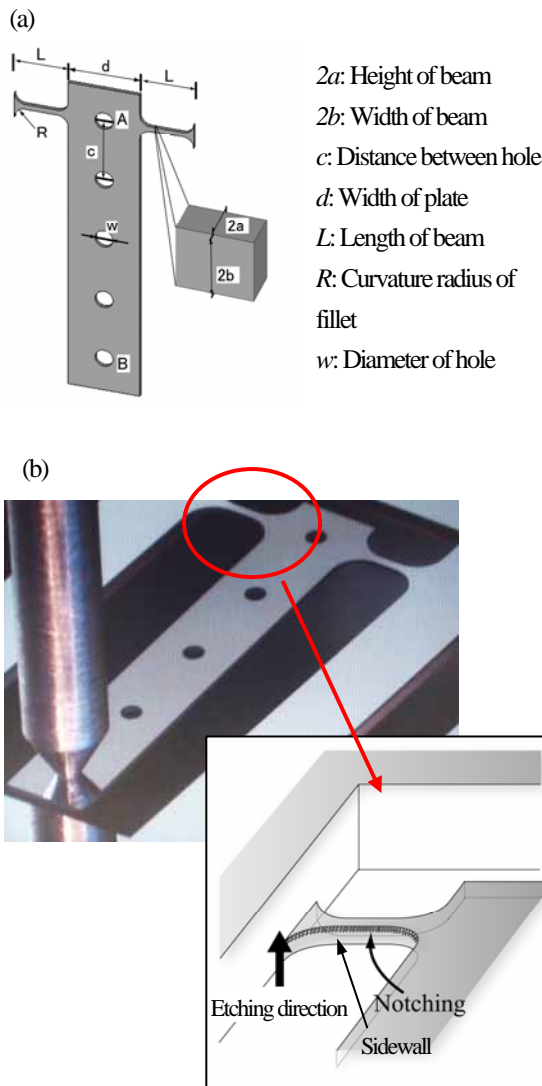 (a)
L
d
L
A
R
c
w
2a
2b
B
2a: Height of beam
2b: Width of beam
c: Distance between hole
d: Width of plate
L: Length of beam
R: Curvature radius of
fillet
w: Diameter of hole
(b)
Etching direction
Notching
Sidewall